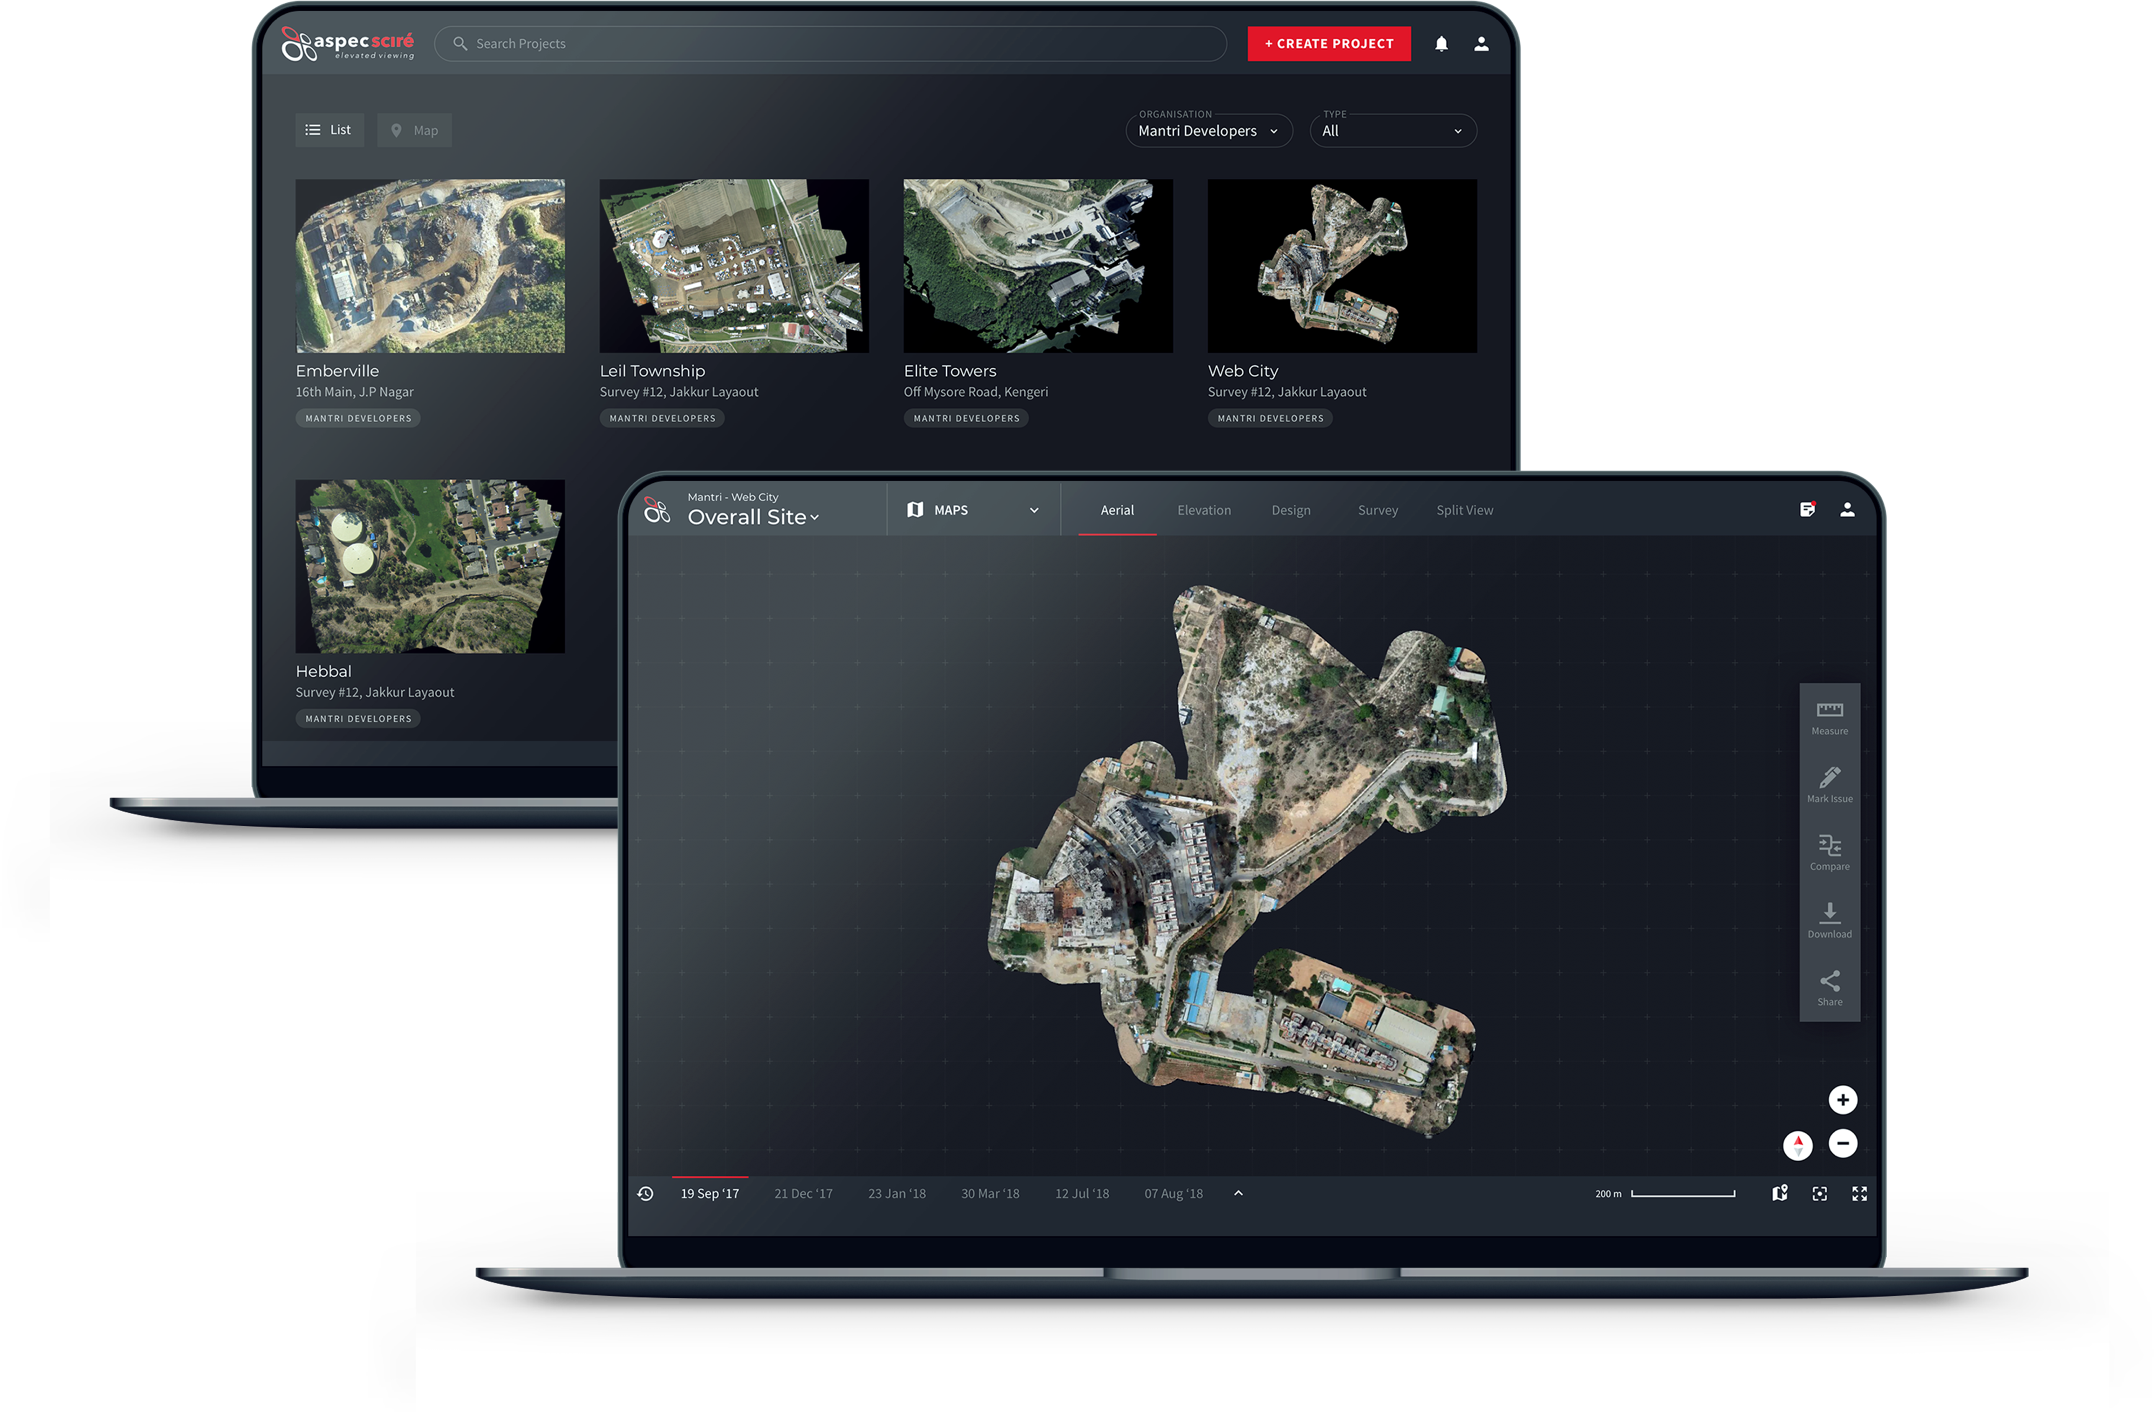 aspec sciré
elevated viewing
Search Projects
+ CREATE PROJECT
List
Map
ORGANISATION
Mantri Developers
TYPE
All
Emberville
16th Main, J.P Nagar
MANTRI DEVELOPERS
Leil Township
Survey #12, Jakkur Layaout
MANTRI DEVELOPERS
Elite Towers
Off Mysore Road, Kengeri
MANTRI DEVELOPERS
Web City
Survey #12, Jakkur Layaout
MANTRI DEVELOPERS
Hebbal
Survey #12, Jakkur Layaout
MANTRI DEVELOPERS
Mantri - Web City
Overall Site
MAPS
Aerial
Elevation
Design
Survey
Split View
Measure
Mark Issue
Compare
Download
Share
19 Sep ‘17
21 Dec ‘17
23 Jan ‘18
30 Mar ‘18
12 Jul ‘18
07 Aug ‘18
200 m